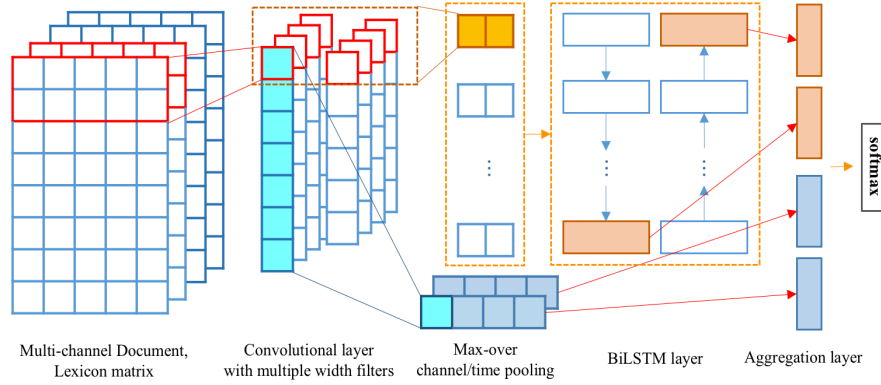 softmax
Multi-channel Document,
Lexicon matrix
Convolutional layer
with multiple width filters
Max-over
channel/time pooling
BiLSTM layer
Aggregation layer